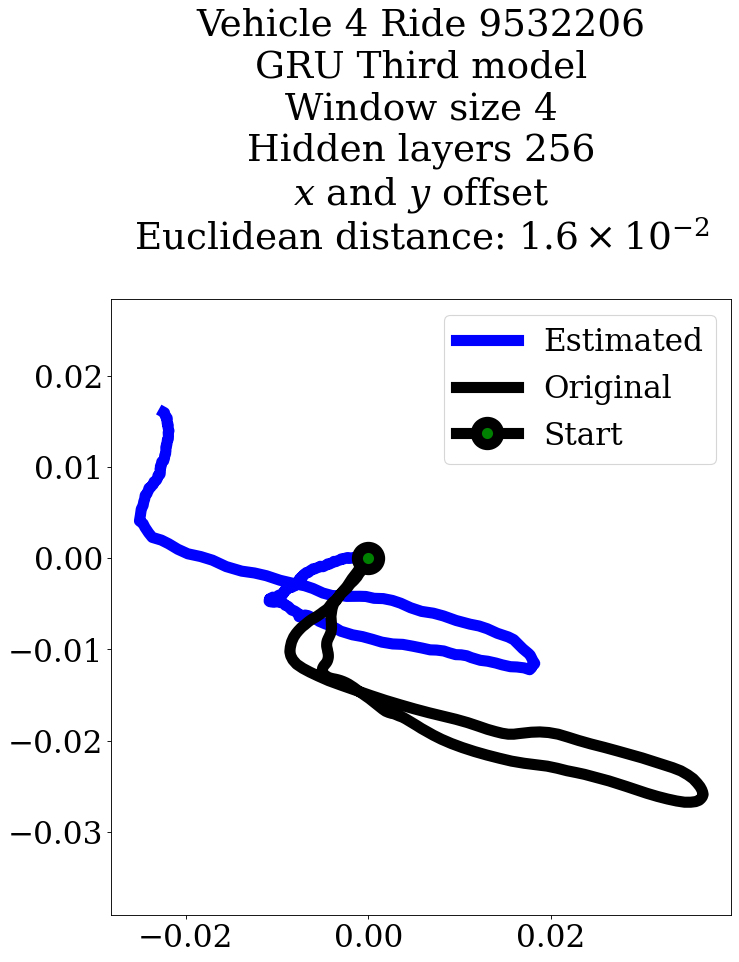 Vehicle 4 Ride 9532206
GRU Third model
Window size 4
Hidden layers 256
x and y offset
Euclidean distance: 1.6 × 10⁻²
Estimated
Original
Start
0.02
0.01
0.00
−0.01
−0.02
−0.03
−0.02
0.00
0.02